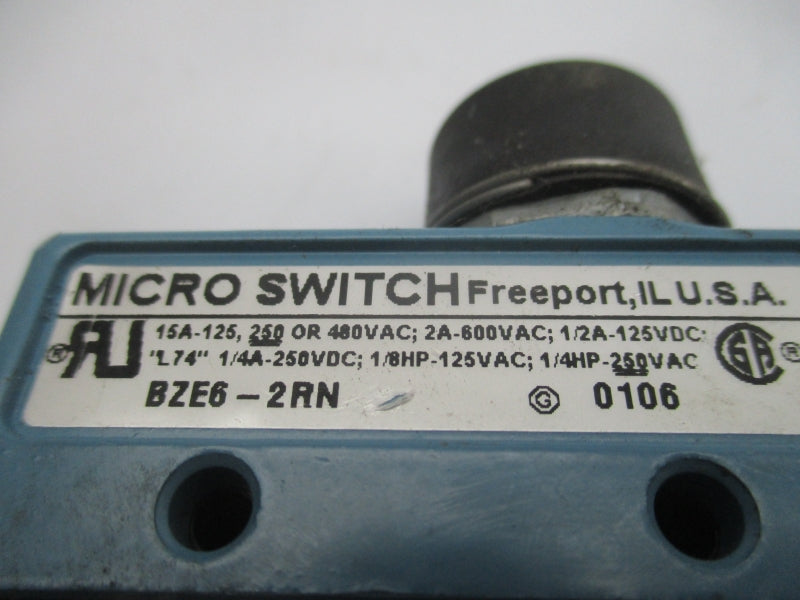 MICRO SWITCH Freeport, IL U.S.A.
15A-125, 250 OR 480VAC; 2A-600VAC; 1/2A-125VDC;
"L74" 1/4A-250VDC; 1/8HP-125VAC; 1/4HP-250VAC
BZE6-2RN G 0106